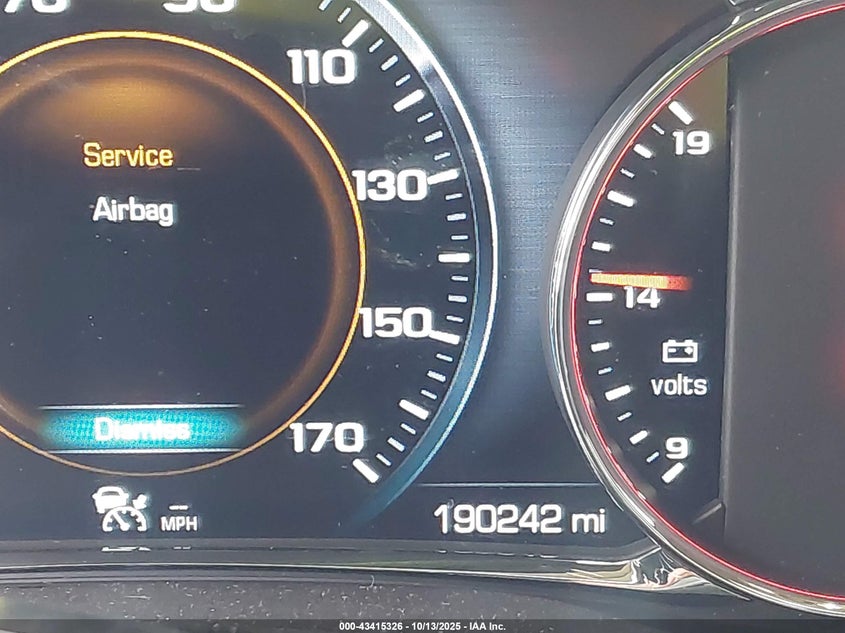 110
130
150
170
Service
Airbag
Dismiss
MPH
190242 mi
19
14
volts
9
000-43415326 - 10/13/2025 - IAA Inc.